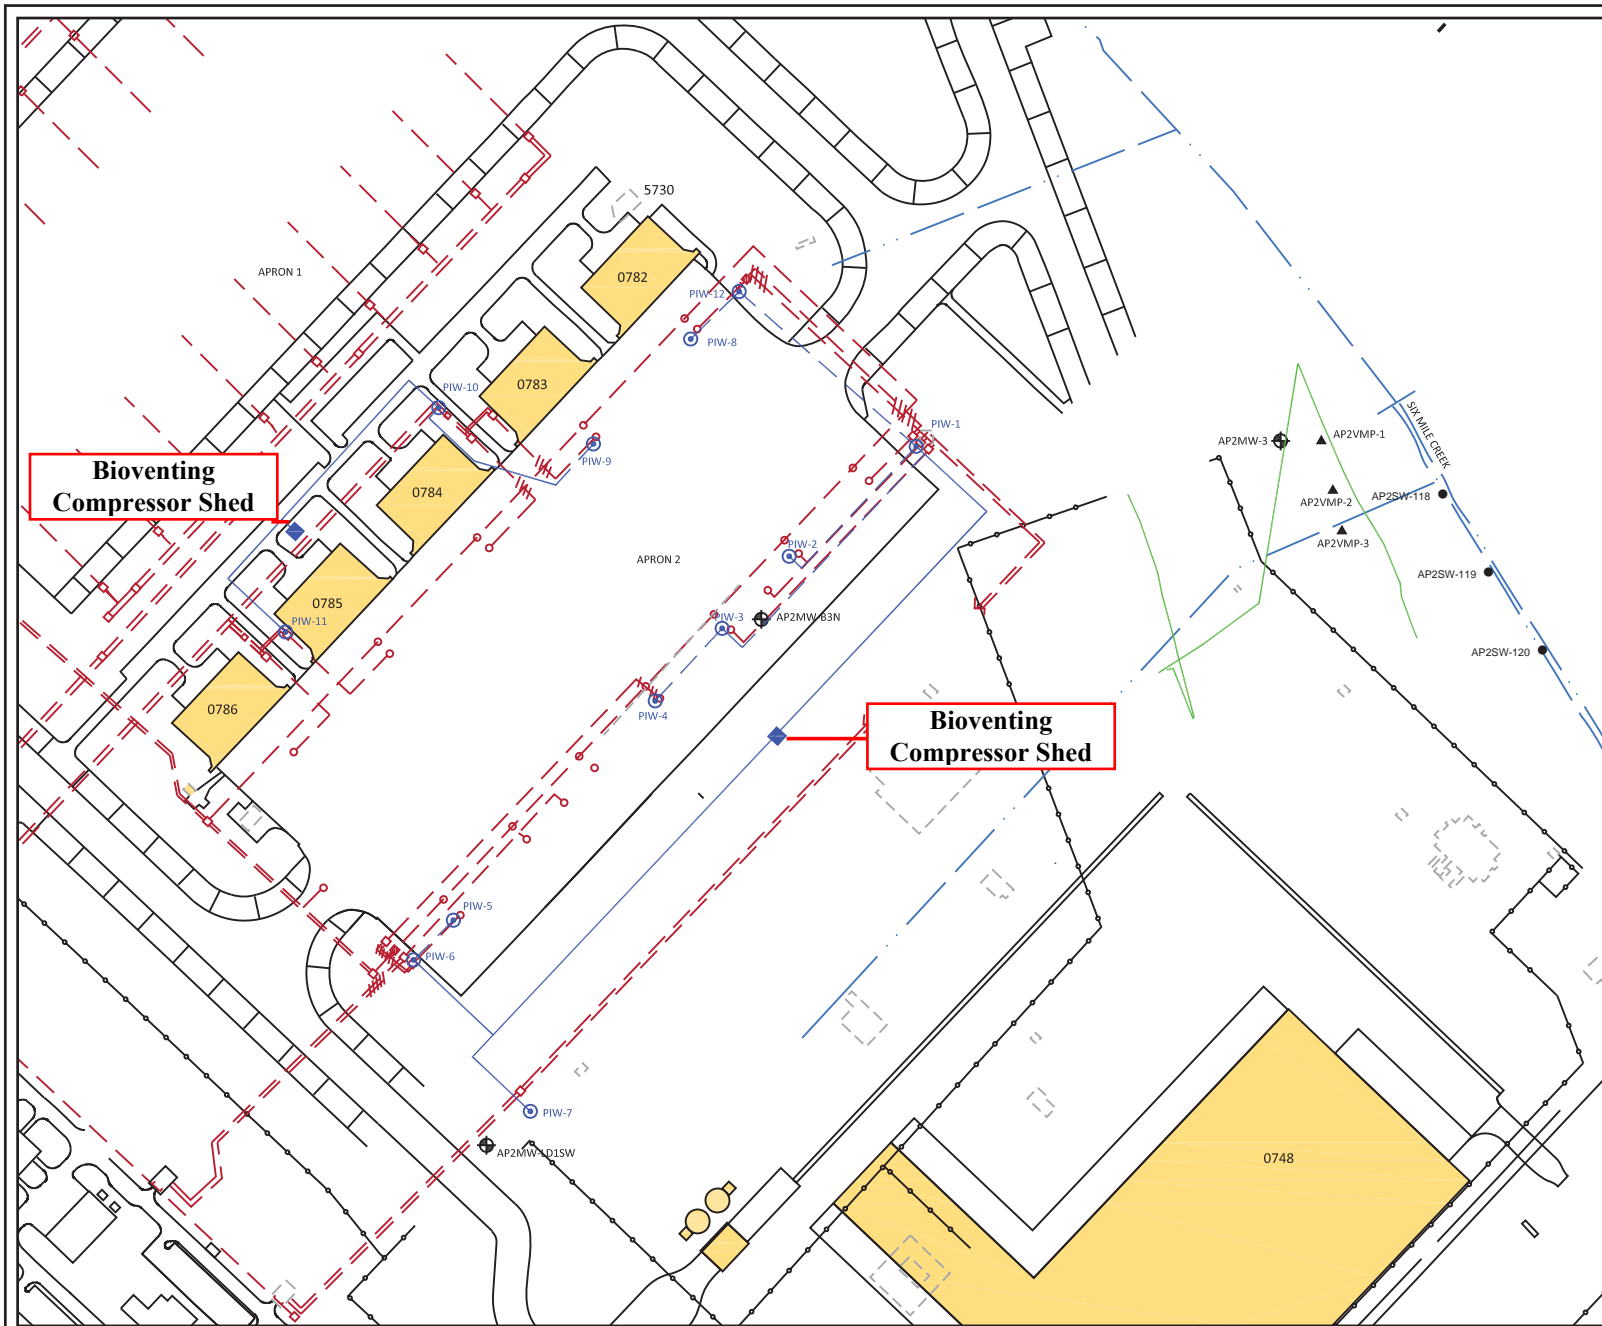 5730
APRON 1
0782
PIW-12
PIW-8
0783
PIW-10
PIW-9
PIW-1
AP2MW-3
AP2VMP-1
SIX MILE CREEK
Bioventing
Compressor Shed
0784
AP2VMP-2
AP2SW-118
AP2VMP-3
PIW-2
APRON 2
AP2SW-119
0785
PIW-11
PIW-3
AP2MW-B3N
AP2SW-120
0786
PIW-4
Bioventing
Compressor Shed
PIW-5
PIW-6
PIW-7
AP2MW-LD1SW
0748